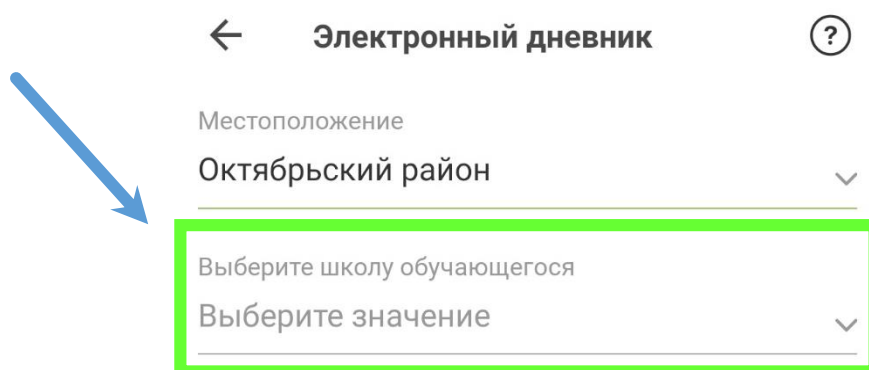 Электронный дневник
?
Местоположение
Октябрьский район
Выберите школу обучающегося
Выберите значение